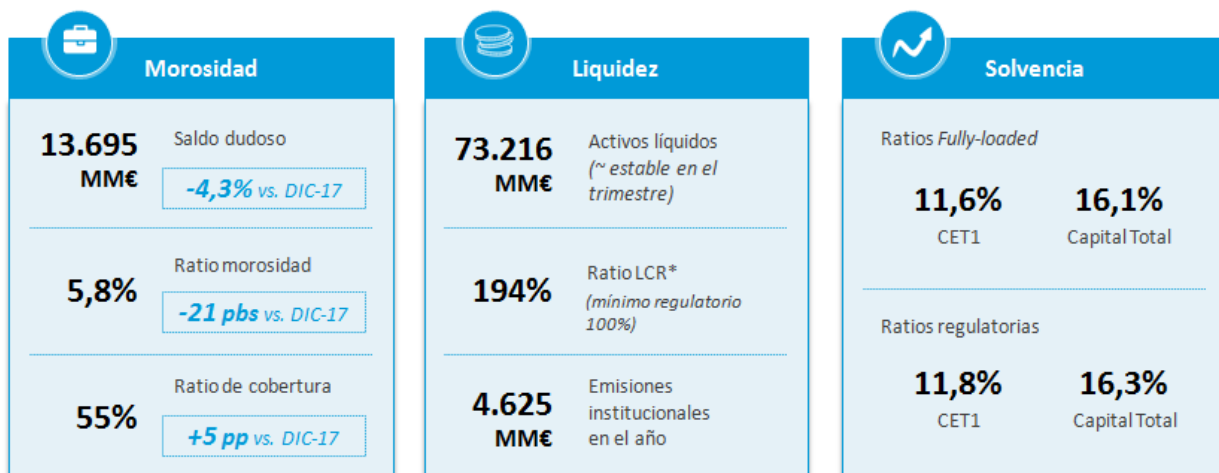 Morosidad
13.695
MM€
Saldo dudoso
-4,3% vs. DIC-17
5,8%
Ratio morosidad
-21 pbs vs. DIC-17
55%
Ratio de cobertura
+5 pp vs. DIC-17
Liquidez
73.216
MM€
Activos líquidos
(~ estable en el
trimestre)
194%
Ratio LCR*
(mínimo regulatorio
100%)
4.625
MM€
Emisiones
institucionales
en el año
Solvencia
Ratios Fully-loaded
11,6%
CET1
16,1%
Capital Total
Ratios regulatorias
11,8%
CET1
16,3%
Capital Total